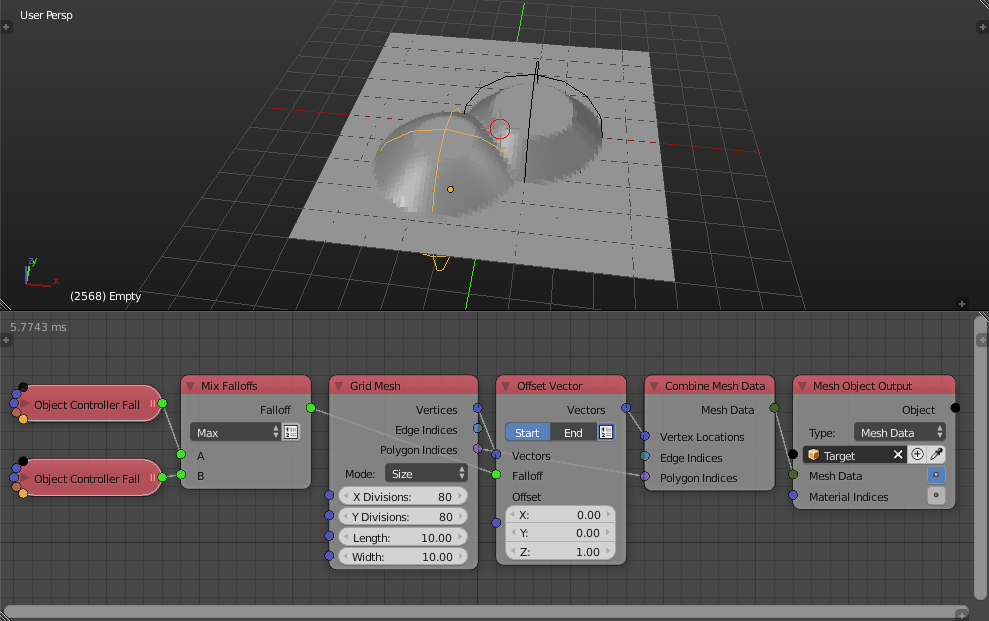 User Persp
y
x
(2568) Empty
5.7743 ms
Object Controller Fall
Object Controller Fall
Mix Falloffs
Falloff
Max
A
B
Grid Mesh
Vertices
Edge Indices
Polygon Indices
Mode: Size
X Divisions: 80
Y Divisions: 80
Length: 10.00
Width: 10.00
Offset Vector
Vectors
Start End
Vectors
Falloff
Offset
X: 0.00
Y: 0.00
Z: 1.00
Combine Mesh Data
Mesh Data
Vertex Locations
Edge Indices
Polygon Indices
Mesh Object Output
Object
Type: Mesh Data
Target
Mesh Data
Material Indices